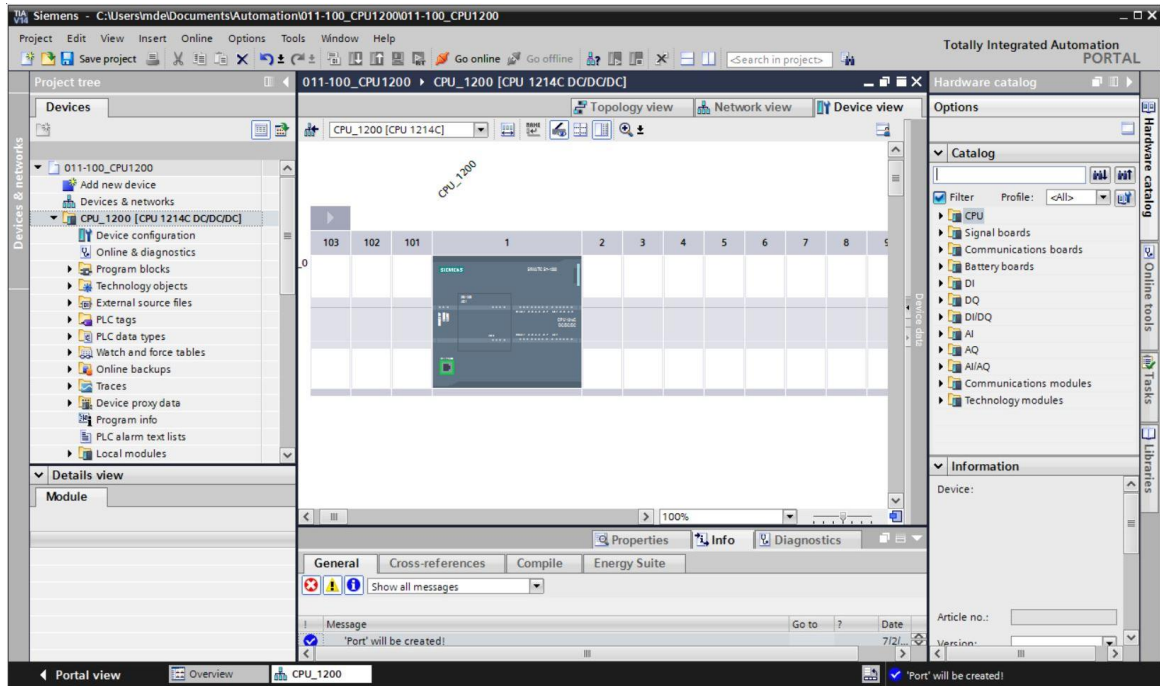 Siemens - C:\Users\mde\Documents\Automation\011-100_CPU1200\011-100_CPU1200
Project Edit View Insert Online Options Tools Window Help
Totally Integrated Automation
PORTAL
Save project Go online Go offline <Search in project>
Project tree
Devices
Devices & networks
011-100_CPU1200
Add new device
Devices & networks
CPU_1200 [CPU 1214C DC/DC/DC]
Device configuration
Online & diagnostics
Program blocks
Technology objects
External source files
PLC tags
PLC data types
Watch and force tables
Online backups
Traces
Device proxy data
Program info
PLC alarm text lists
Local modules
Details view
Module
011-100_CPU1200 CPU_1200 [CPU 1214C DC/DC/DC]
Topology view Network view Device view
CPU_1200 [CPU 1214C]
CPU_1200
103 102 101 1 2 3 4 5 6 7 8 9
_0
SIEMENS
Device data
100%
Properties Info Diagnostics
General Cross-references Compile Energy Suite
Show all messages
! Message Go to ? Date
'Port' will be created! 7/2/...
Hardware catalog
Options
Catalog
Filter Profile: <All>
CPU
Signal boards
Communications boards
Battery boards
DI
DQ
DI/DQ
AI
AQ
AI/AQ
Communications modules
Technology modules
Information
Device:
Article no.:
Version:
Hardware catalog
Online tools
Tasks
Libraries
Portal view Overview CPU_1200 'Port' will be created!